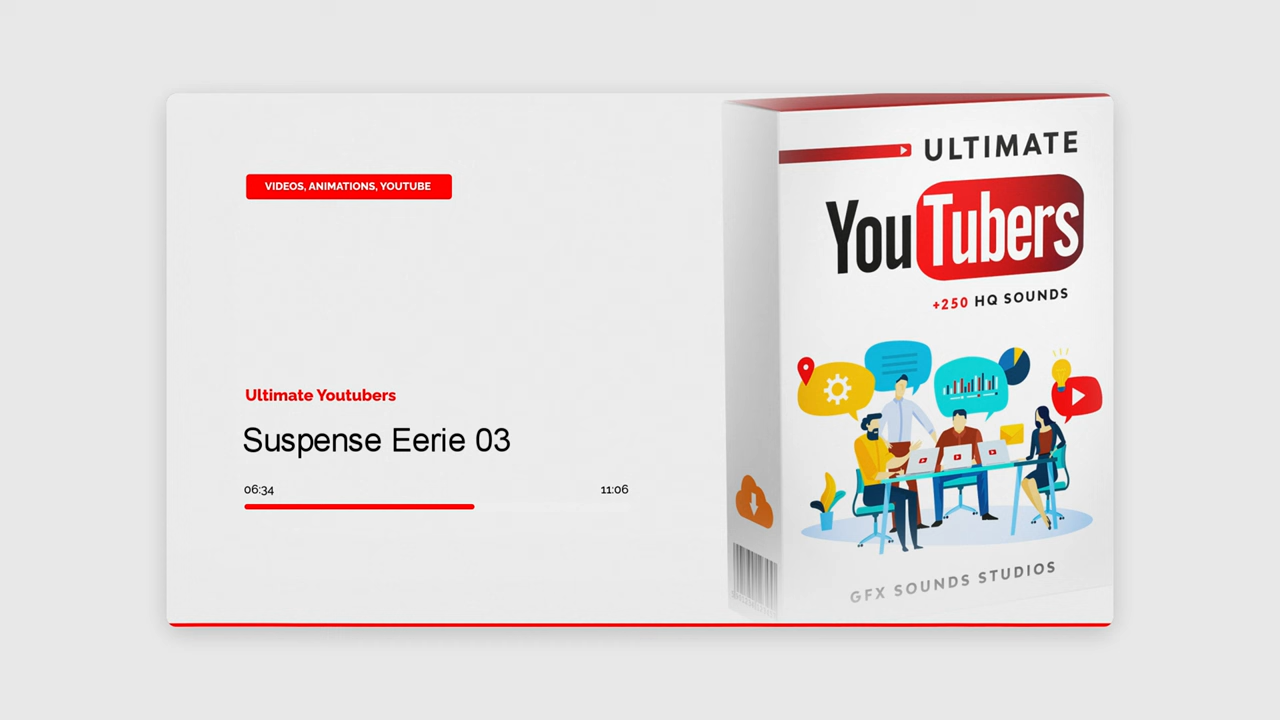 VIDEOS, ANIMATIONS, YOUTUBE
Ultimate Youtubers
Suspense Eerie 03
06:34 11:06
ULTIMATE
YouTubers
+250 HQ SOUNDS
GFX SOUNDS STUDIOS